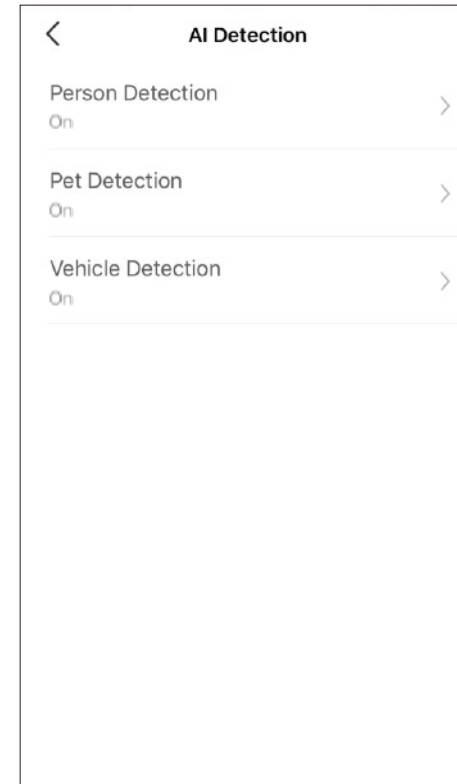 AI Detection
Person Detection
On
Pet Detection
On
Vehicle Detection
On